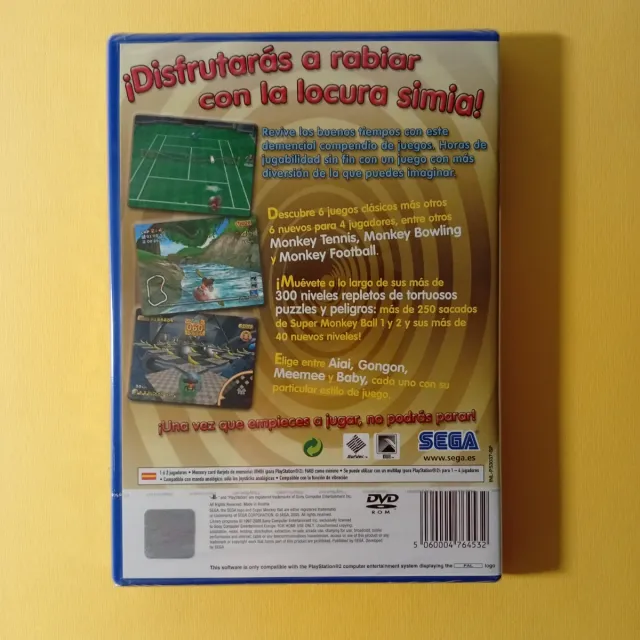 ¡Disfrutarás a rabiar
con la locura simia!
Revive los buenos tiempos con este
demencial compendio de juegos. Horas de
jugabilidad sin fin con un juego con más
diversión de la que puedes imaginar.
Descubre 6 juegos clásicos más otros
6 nuevos para 4 jugadores, entre otros
Monkey Tennis, Monkey Bowling
y Monkey Football.
¡Muévete a lo largo de sus más de
300 niveles repletos de tortuosos
puzzles y peligros: más de 250 sacados
de Super Monkey Ball 1 y 2 y sus más de
40 nuevos niveles!
Elige entre Aiai, Gongon,
Meemee y Baby, cada uno con su
particular estilo de juego.
¡Una vez que empieces a jugar, no podrás parar!
SEGA
www.sega.es
DVD
ROM
5 060004 764532
This software is only compatible with the PlayStation®2 computer entertainment system displaying the PAL logo